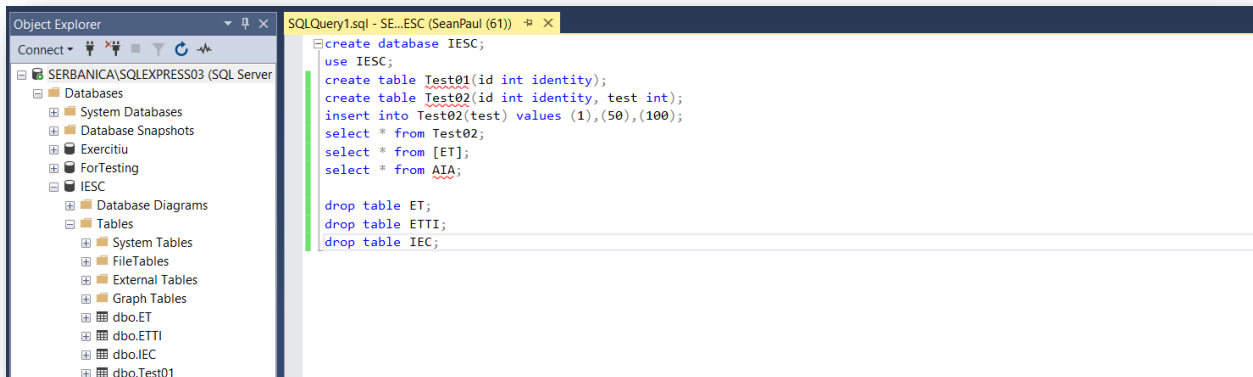 Object Explorer
Connect
SERBANICA\SQLEXPRESS03 (SQL Server
Databases
System Databases
Database Snapshots
Exercitiu
ForTesting
IESC
Database Diagrams
Tables
System Tables
FileTables
External Tables
Graph Tables
dbo.ET
dbo.ETTI
dbo.IEC
dbo.Test01
SQLQuery1.sql - SE...ESC (SeanPaul (61))
create database IESC;
use IESC;
create table Test01(id int identity);
create table Test02(id int identity, test int);
insert into Test02(test) values (1),(50),(100);
select * from Test02;
select * from [ET];
select * from AIA;
drop table ET;
drop table ETTI;
drop table IEC;